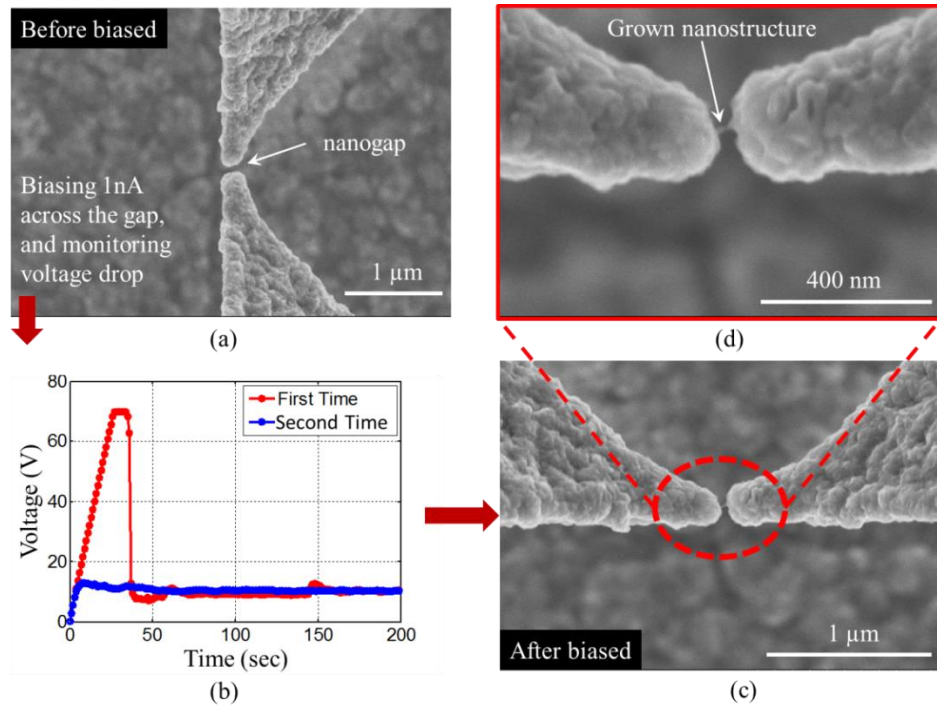 Before biased
nanogap
Biasing 1nA
across the gap,
and monitoring
voltage drop
1 µm
(a)
Grown nanostructure
400 nm
(d)
80
60
40
20
0
0 50 100 150 200
Voltage (V)
Time (sec)
First Time
Second Time
(b)
After biased
1 µm
(c)